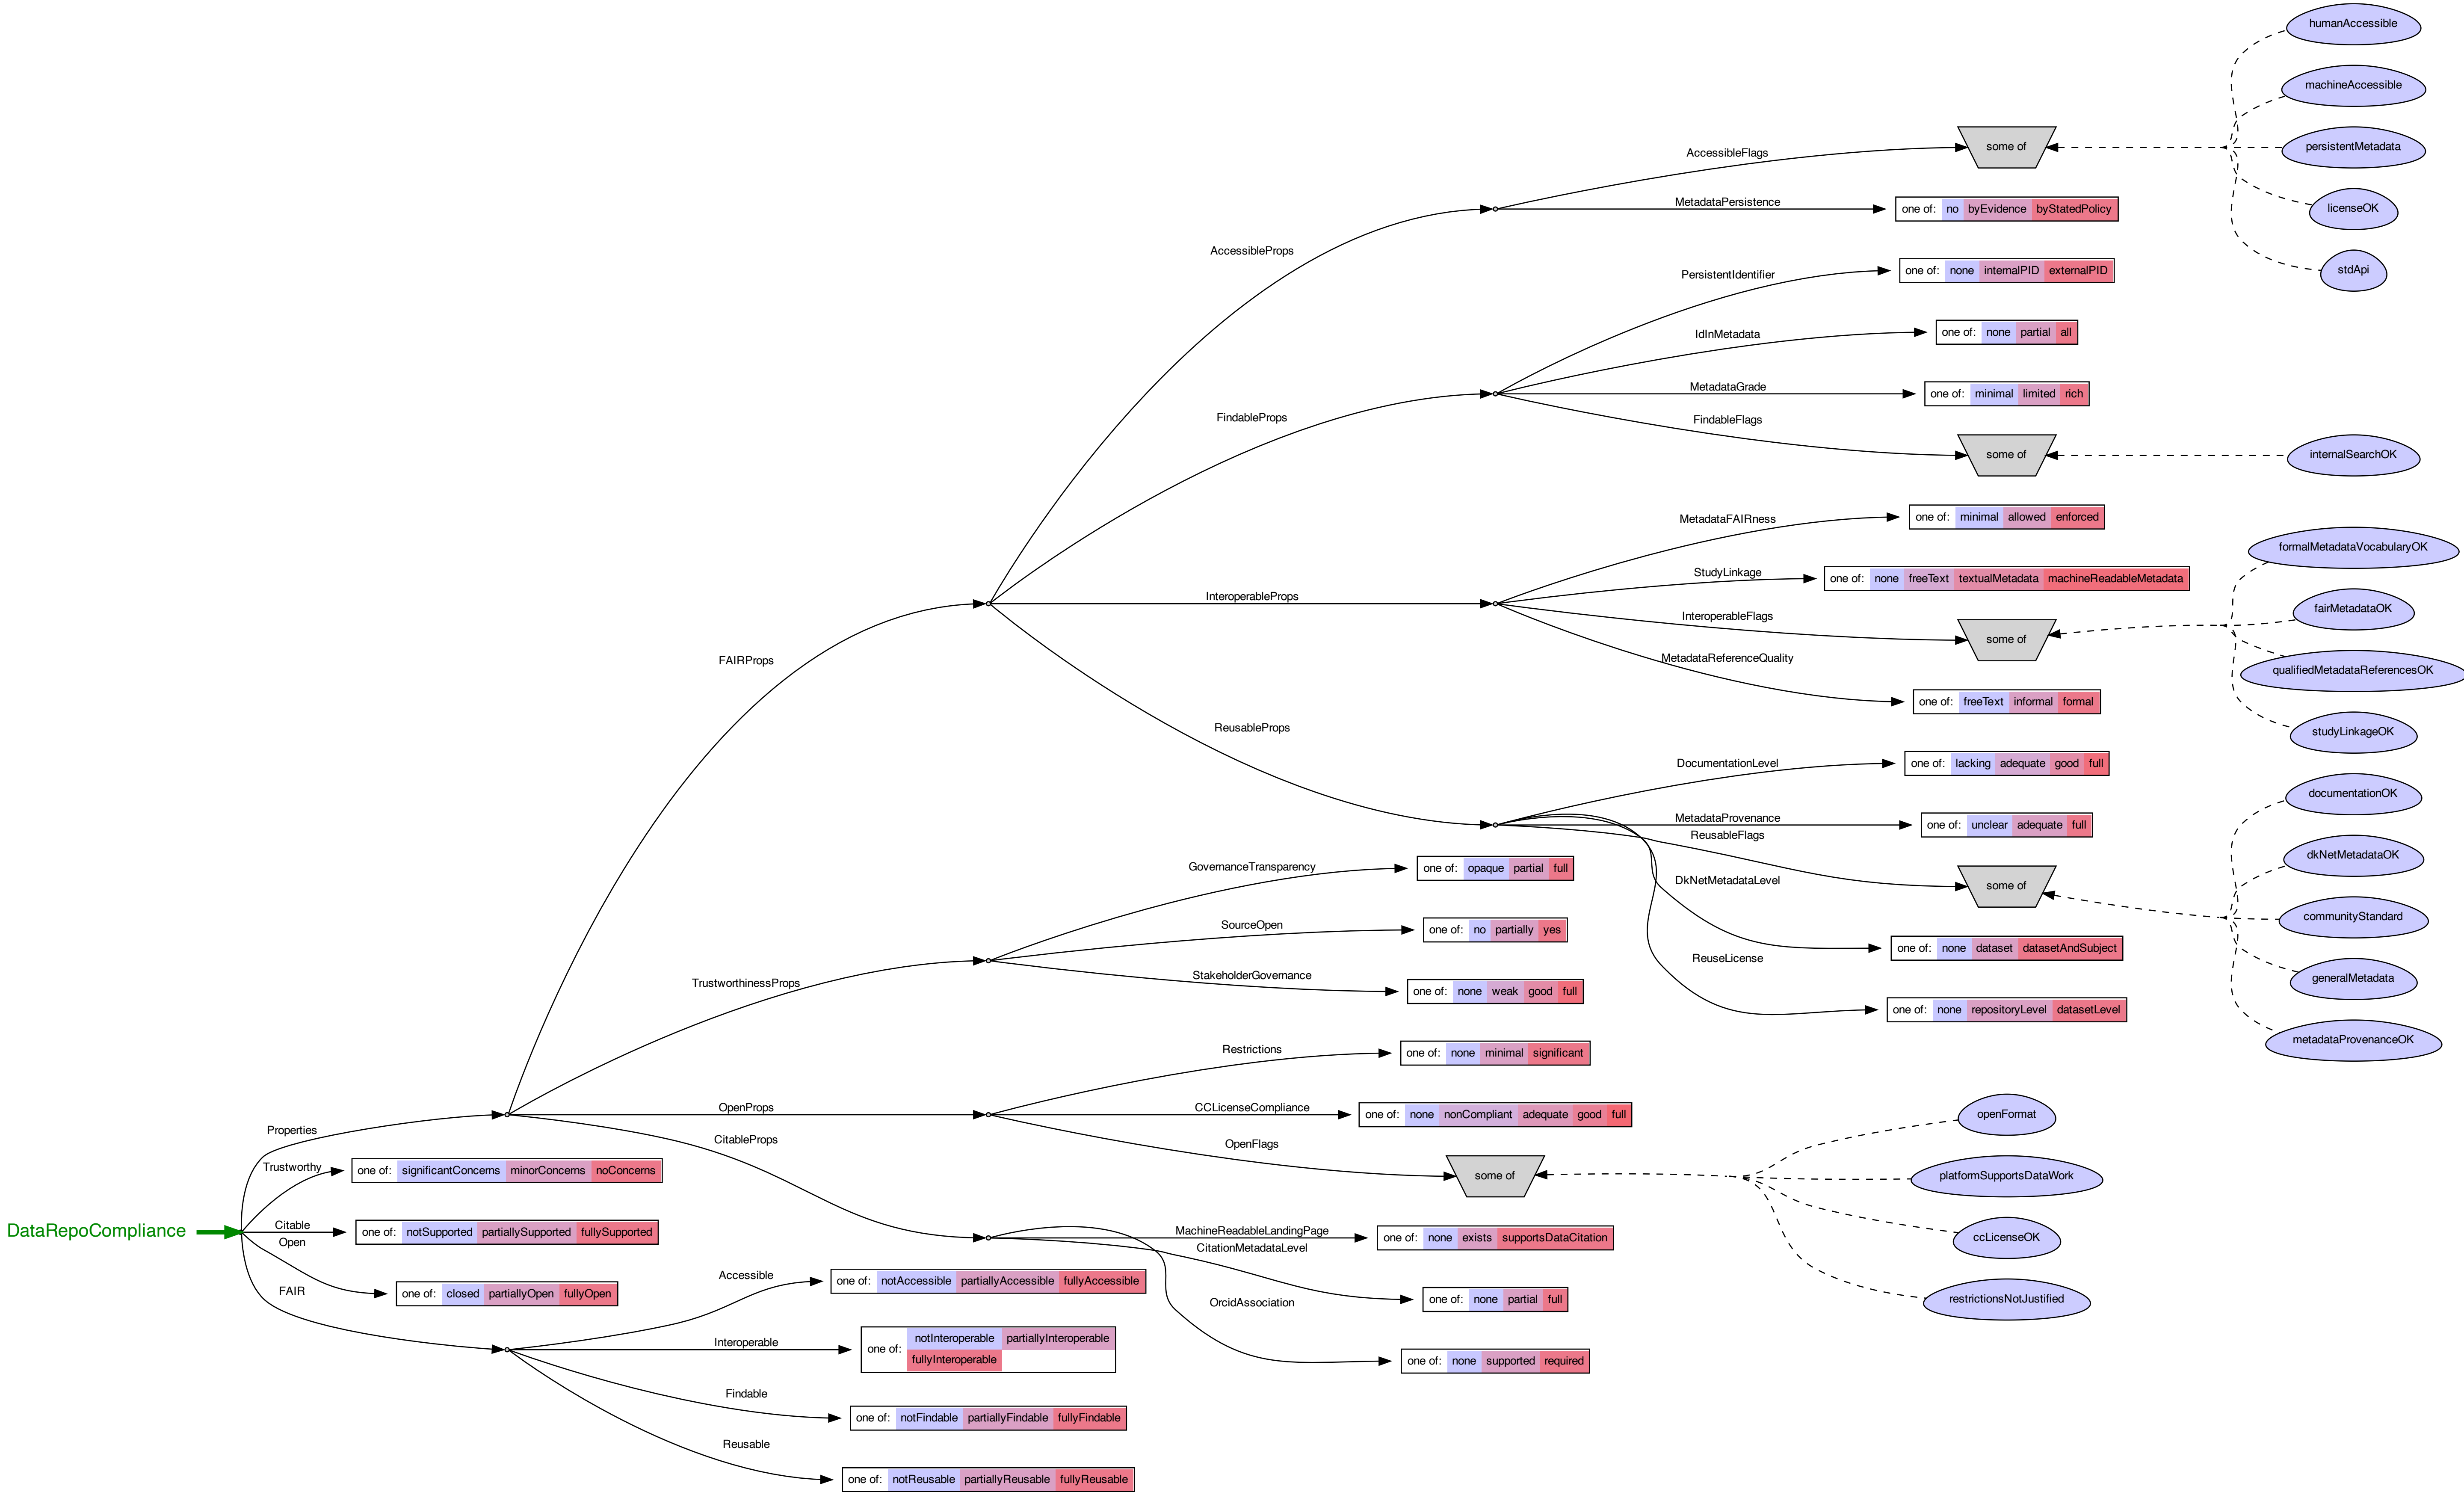 humanAccessible
machineAccessible
AccessibleFlags
some of
persistentMetadata
MetadataPersistence
one of: no byEvidence byStatedPolicy
licenseOK
AccessibleProps
PersistentIdentifier
one of: none internalPID externalPID
stdApi
IdInMetadata
one of: none partial all
MetadataGrade
one of: minimal limited rich
FindableProps
FindableFlags
some of
internalSearchOK
MetadataFAIRness
one of: minimal allowed enforced
formalMetadataVocabularyOK
StudyLinkage
one of: none freeText textualMetadata machineReadableMetadata
InteroperableProps
fairMetadataOK
InteroperableFlags
some of
FAIRProps
MetadataReferenceQuality
qualifiedMetadataReferencesOK
one of: freeText informal formal
ReusableProps
studyLinkageOK
DocumentationLevel
one of: lacking adequate good full
documentationOK
MetadataProvenance
one of: unclear adequate full
ReusableFlags
dkNetMetadataOK
GovernanceTransparency
one of: opaque partial full
DkNetMetadataLevel
some of
SourceOpen
one of: no partially yes
communityStandard
one of: none dataset datasetAndSubject
ReuseLicense
TrustworthinessProps
StakeholderGovernance
one of: none weak good full
generalMetadata
one of: none repositoryLevel datasetLevel
Restrictions
one of: none minimal significant
metadataProvenanceOK
OpenProps
CCLicenseCompliance
one of: none nonCompliant adequate good full
openFormat
Properties
CitableProps
OpenFlags
some of
Trustworthy
one of: significantConcerns minorConcerns noConcerns
platformSupportsDataWork
DataRepoCompliance
Citable
one of: notSupported partiallySupported fullySupported
MachineReadableLandingPage
one of: none exists supportsDataCitation
ccLicenseOK
Open
CitationMetadataLevel
one of: closed partiallyOpen fullyOpen
FAIR
Accessible
one of: notAccessible partiallyAccessible fullyAccessible
OrcidAssociation
one of: none partial full
restrictionsNotJustified
Interoperable
one of: notInteroperable partiallyInteroperable
fullyInteroperable
one of: none supported required
Findable
one of: notFindable partiallyFindable fullyFindable
Reusable
one of: notReusable partiallyReusable fullyReusable